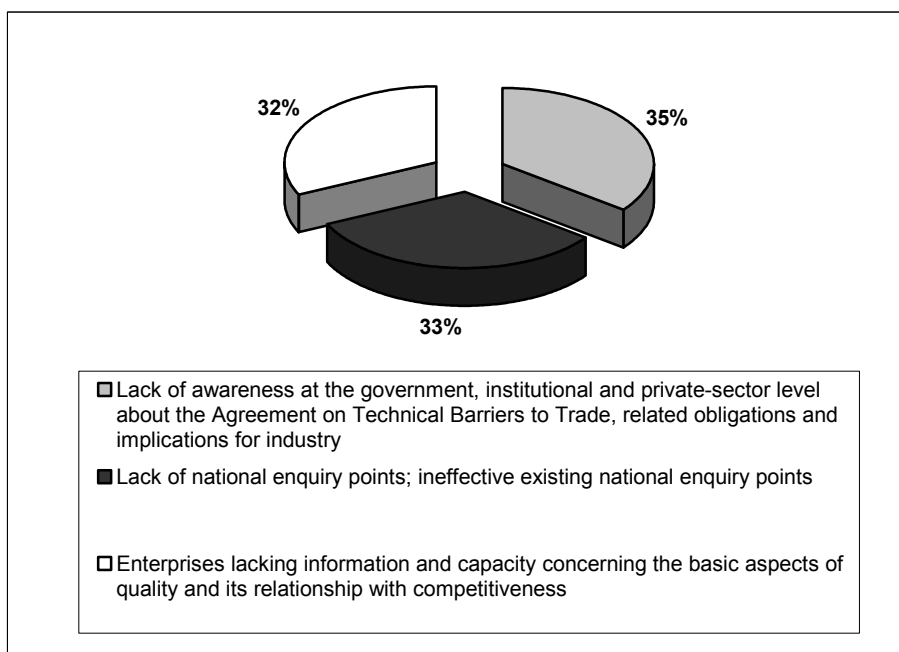 32%
35%
33%
Lack of awareness at the government, institutional and private-sector level
about the Agreement on Technical Barriers to Trade, related obligations and
implications for industry
Lack of national enquiry points; ineffective existing national enquiry points
Enterprises lacking information and capacity concerning the basic aspects of
quality and its relationship with competitiveness